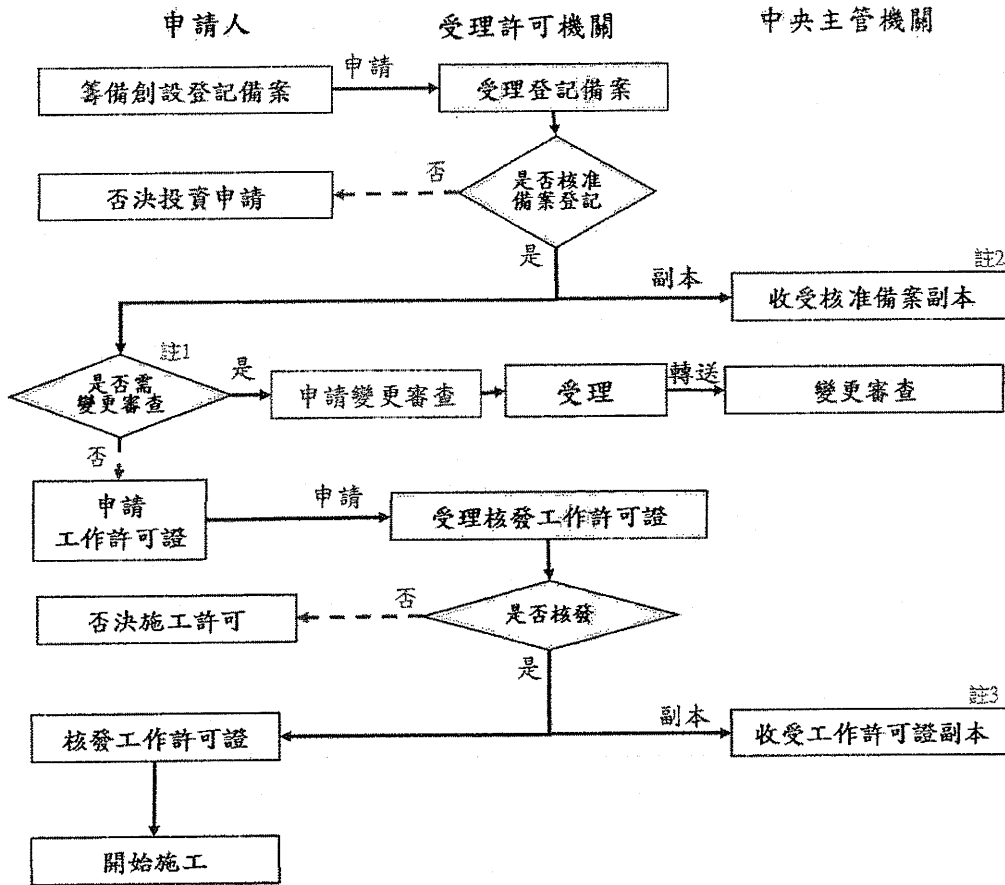 申請人 受理許可機關 中央主管機關
籌備創設登記備案 申請 受理登記備案
否 是否核准
備案登記
否決投資申請
是
副本 註2
收受核准備案副本
註1
是否需
變更審查
是 申請變更審查 受理 轉送 變更審查
否
申請
工作許可證
申請 受理核發工作許可證
否 是否核發
否決施工許可
是
副本 註3
核發工作許可證 收受工作許可證副本
開始施工